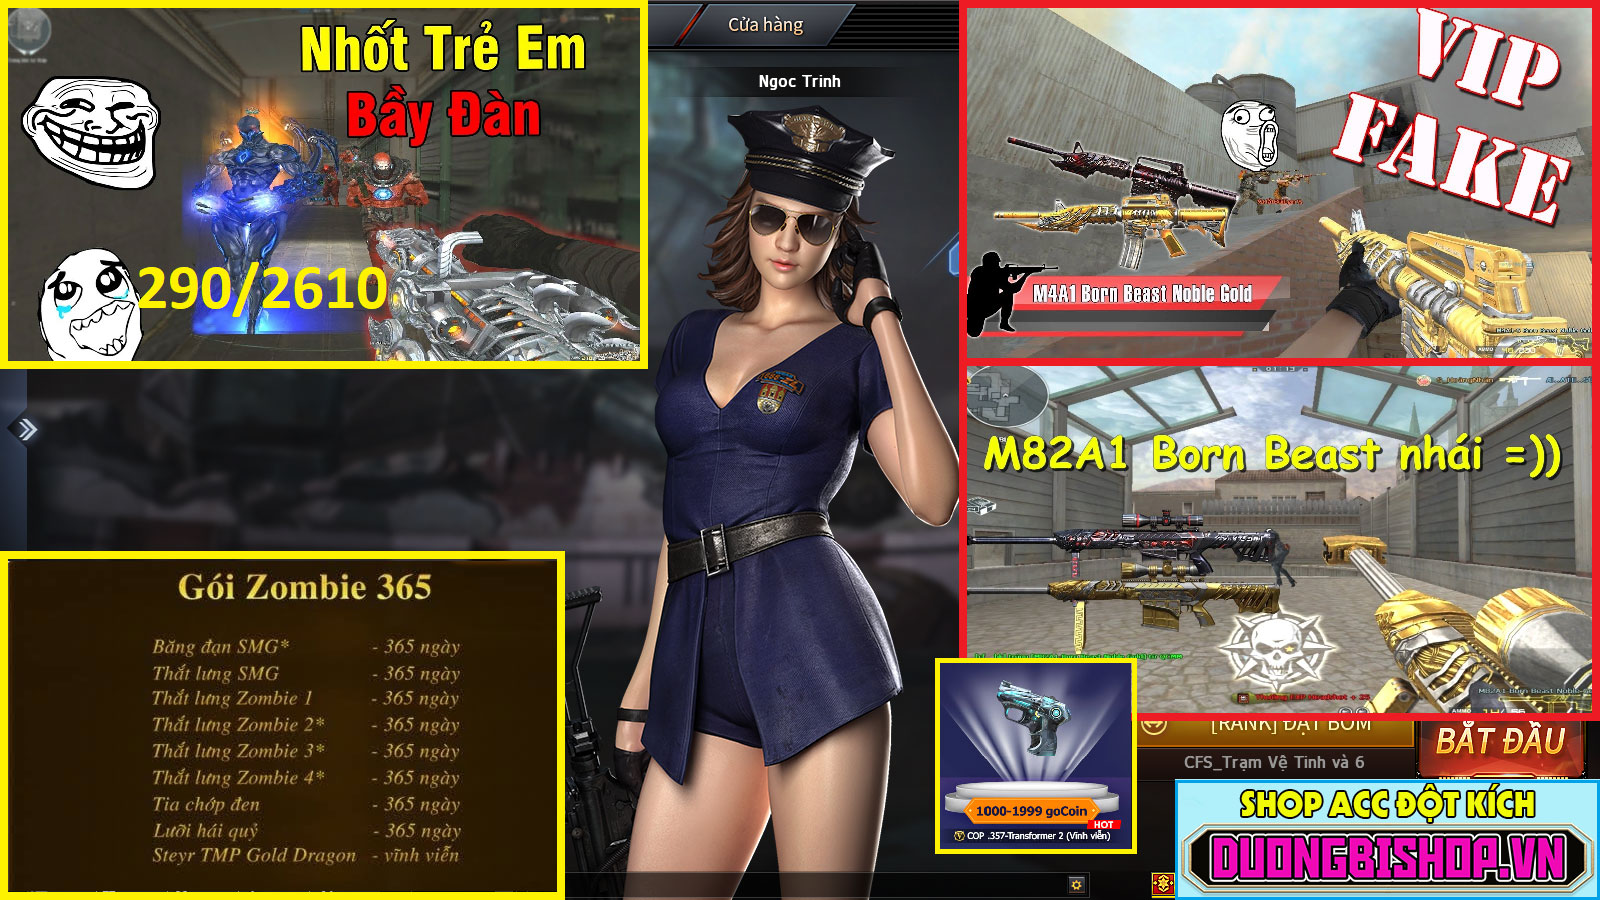 Nhốt Trẻ Em
Bầy Đàn
290/2610
Cửa hàng
Ngoc Trinh
VIP
FAKE
M4A1 Born Beast Noble Gold
M82A1 Born Beast nhái =))
Gói Zombie 365
Băng đạn SMG* - 365 ngày
Thắt lưng SMG - 365 ngày
Thắt lưng Zombie 1 - 365 ngày
Thắt lưng Zombie 2* - 365 ngày
Thắt lưng Zombie 3* - 365 ngày
Thắt lưng Zombie 4* - 365 ngày
Tia chớp đen - 365 ngày
Lưỡi hái quỷ - 365 ngày
Steyr TMP Gold Dragon - vĩnh viễn
1000-1999 goCoin
HOT
COP .357-Transformer 2 (Vĩnh viễn)
[RANK] ĐẶT BOM
BẮT ĐẦU
CFS_Trạm Vệ Tinh và 6
SHOP ACC ĐỘT KÍCH
DUONGBISHOP.VN